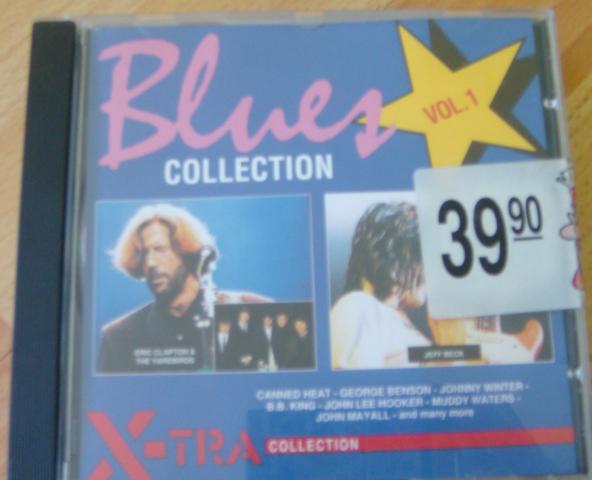 Blues
VOL.1
COLLECTION
39 90
ERIC CLAPTON &
THE YARDBIRDS
JEFF BECK
CANNED HEAT - GEORGE BENSON - JOHNNY WINTER -
B.B. KING - JOHN LEE HOOKER - MUDDY WATERS -
JOHN MAYALL - and many more
X-TRA COLLECTION